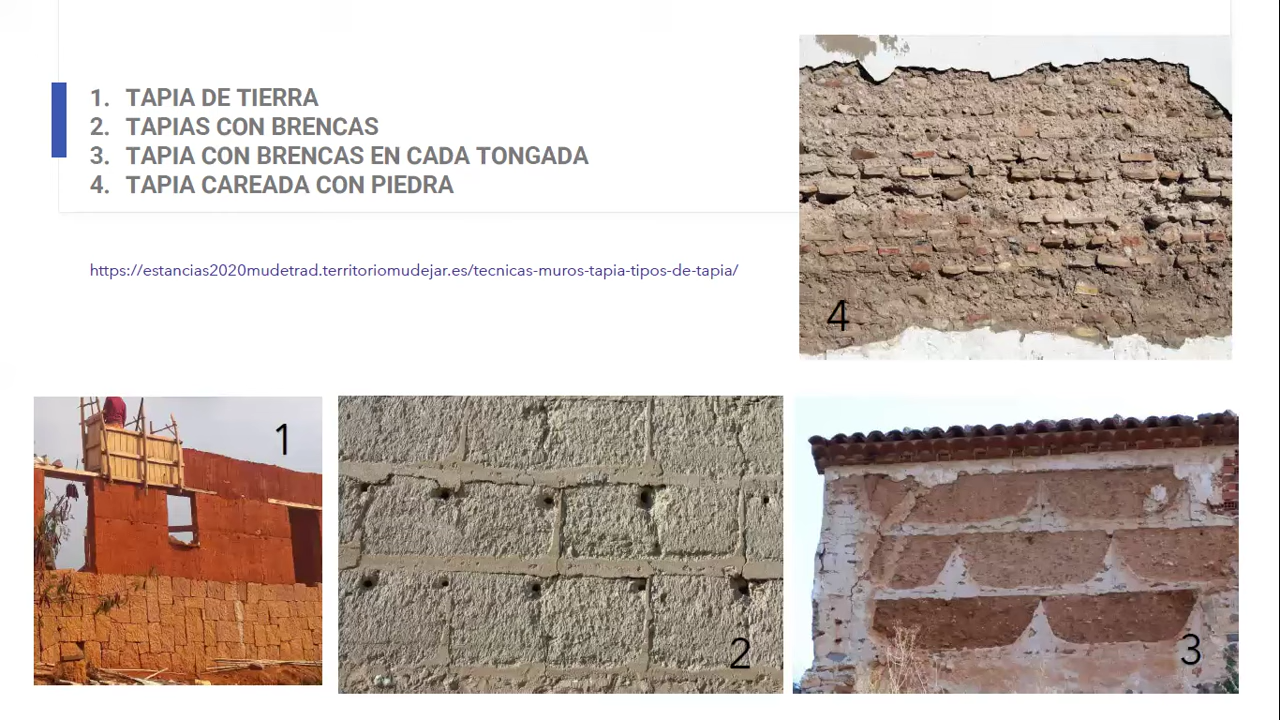 1. TAPIA DE TIERRA
2. TAPIAS CON BRENCAS
3. TAPIA CON BRENCAS EN CADA TONGADA
4. TAPIA CAREADA CON PIEDRA
https://estancias2020mudetrad.territoriomudejar.es/tecnicas-muros-tapia-tipos-de-tapia/
4
1
2
3